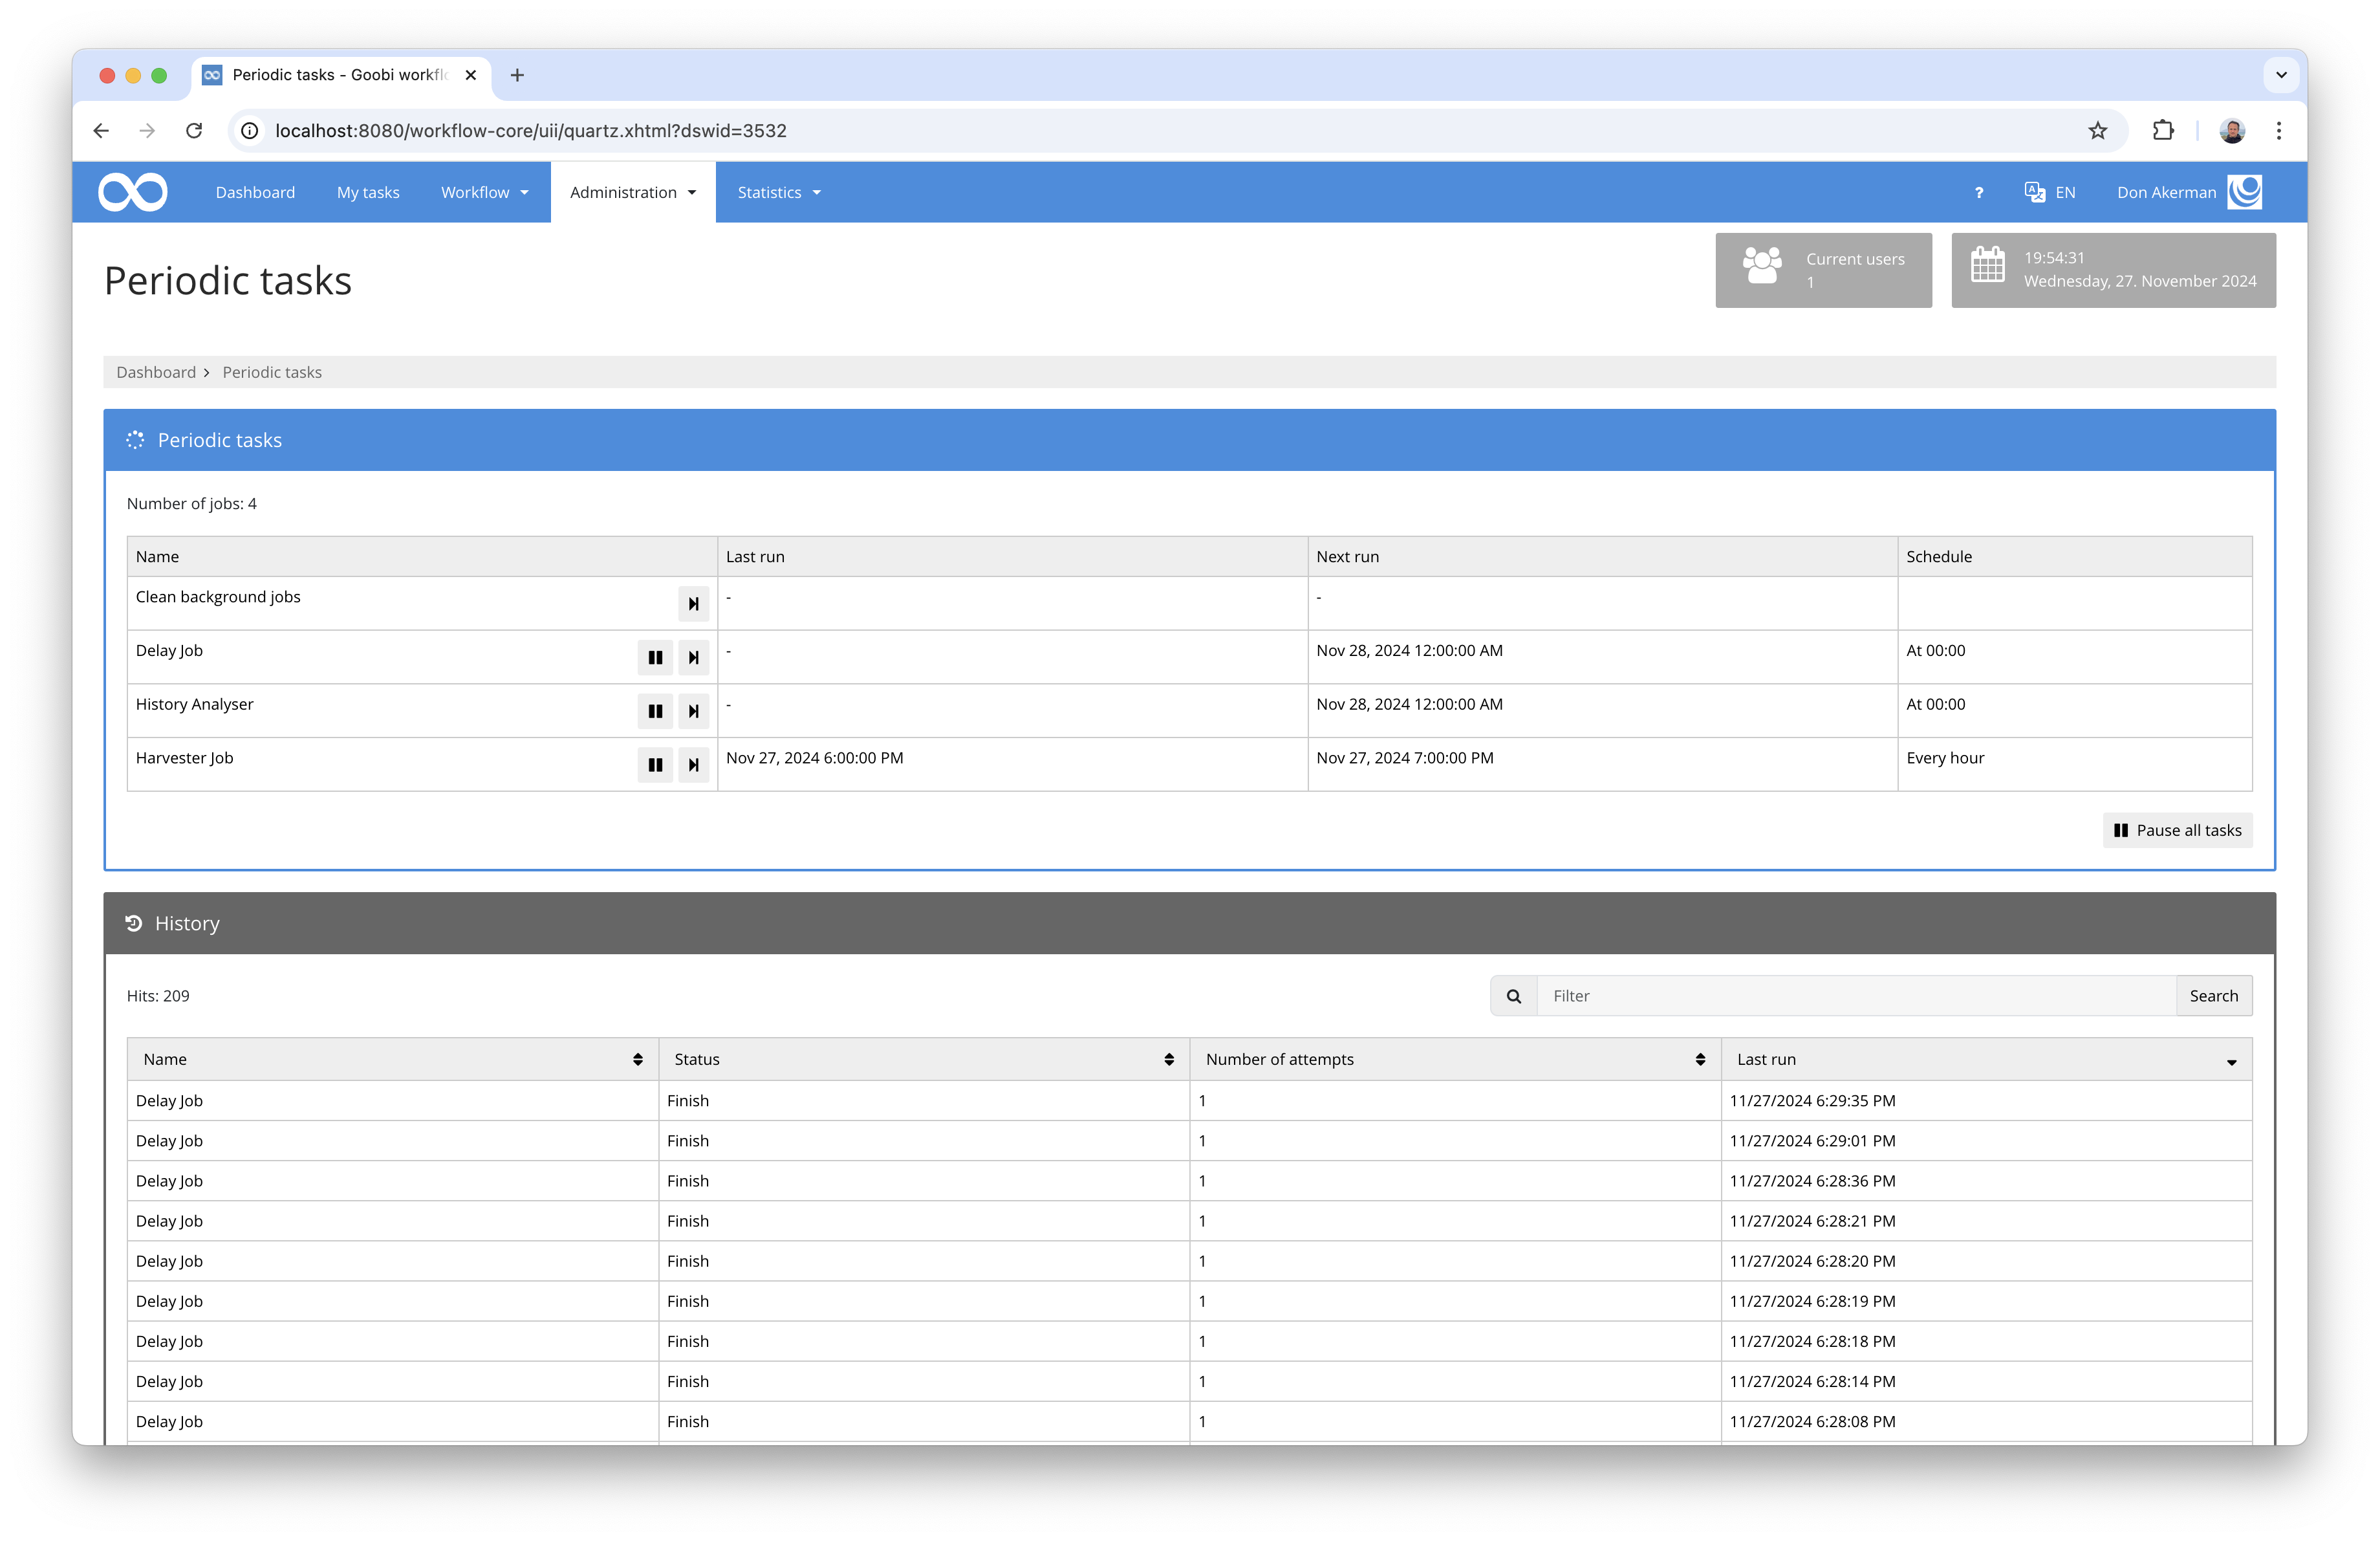 Periodic tasks - Goobi workfl
localhost:8080/workflow-core/uii/quartz.xhtml?dswid=3532
Dashboard My tasks Workflow Administration Statistics ? EN Don Akerman
Periodic tasks
Current users
1
19:54:31
Wednesday, 27. November 2024
Dashboard > Periodic tasks
Periodic tasks
Number of jobs: 4
Name Last run Next run Schedule
Clean background jobs - -
Delay Job - Nov 28, 2024 12:00:00 AM At 00:00
History Analyser - Nov 28, 2024 12:00:00 AM At 00:00
Harvester Job Nov 27, 2024 6:00:00 PM Nov 27, 2024 7:00:00 PM Every hour
Pause all tasks
History
Hits: 209 Filter Search
Name Status Number of attempts Last run
Delay Job Finish 1 11/27/2024 6:29:35 PM
Delay Job Finish 1 11/27/2024 6:29:01 PM
Delay Job Finish 1 11/27/2024 6:28:36 PM
Delay Job Finish 1 11/27/2024 6:28:21 PM
Delay Job Finish 1 11/27/2024 6:28:20 PM
Delay Job Finish 1 11/27/2024 6:28:19 PM
Delay Job Finish 1 11/27/2024 6:28:18 PM
Delay Job Finish 1 11/27/2024 6:28:14 PM
Delay Job Finish 1 11/27/2024 6:28:08 PM